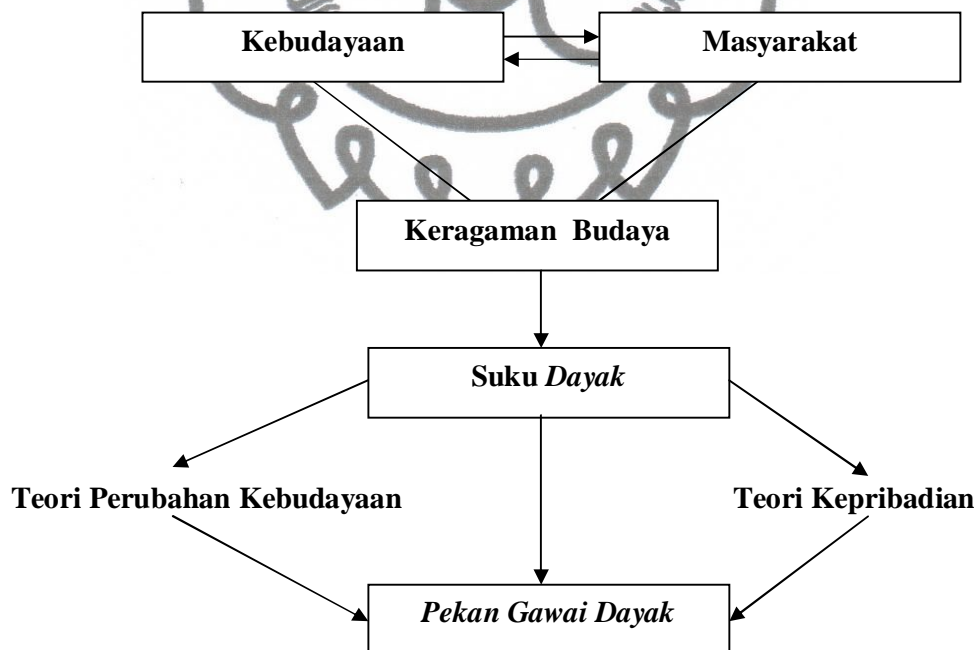 Kebudayaan
Masyarakat
Keragaman Budaya
Suku Dayak
Teori Perubahan Kebudayaan
Teori Kepribadian
Pekan Gawai Dayak